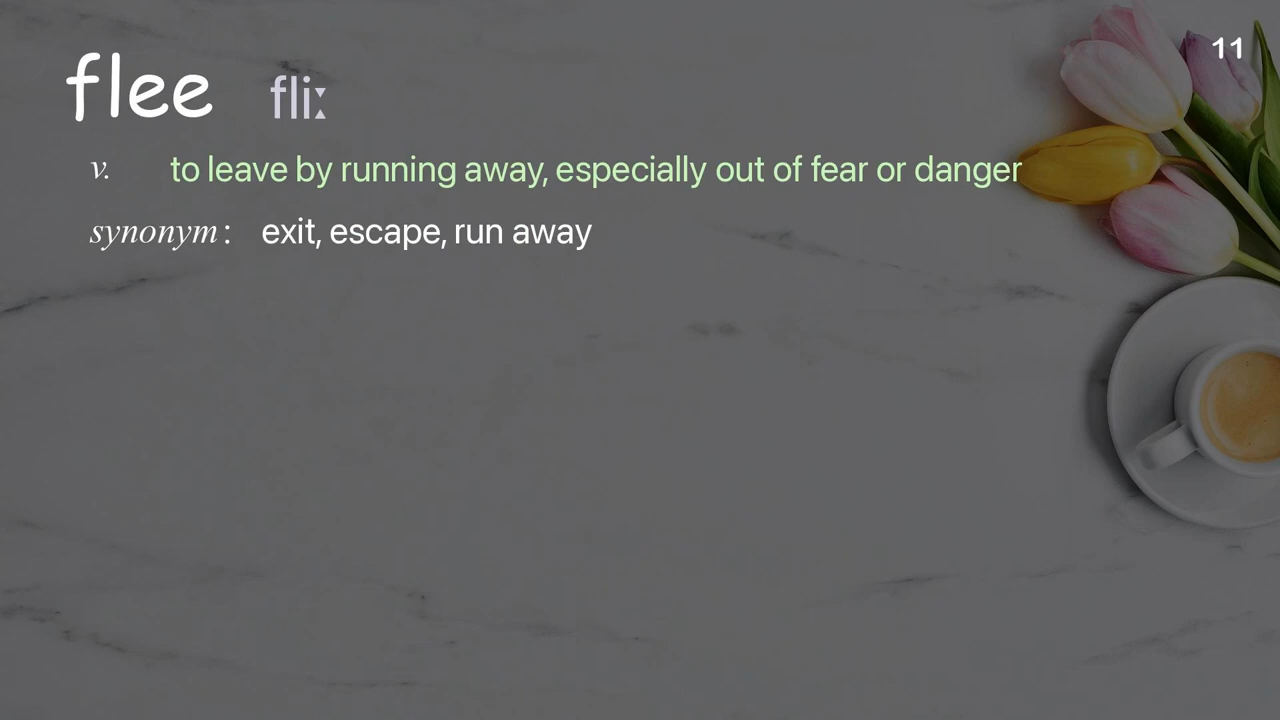 11
flee fliː
v. to leave by running away, especially out of fear or danger
synonym : exit, escape, run away